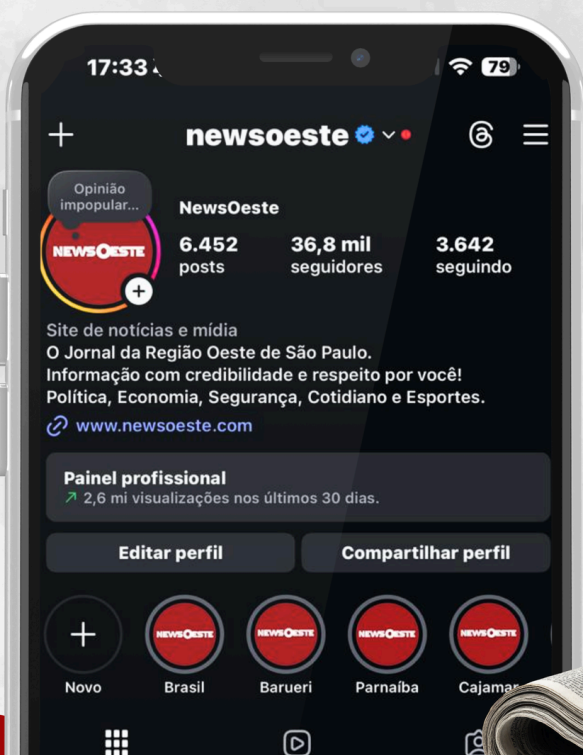 17:33
79
newsoeste
Opinião
impopular...
NEWSOESTE
NewsOeste
6.452
posts
36,8 mil
seguidores
3.642
seguindo
Site de notícias e mídia
O Jornal da Região Oeste de São Paulo.
Informação com credibilidade e respeito por você!
Política, Economia, Segurança, Cotidiano e Esportes.
www.newsoeste.com
Painel profissional
2,6 mi visualizações nos últimos 30 dias.
Editar perfil
Compartilhar perfil
NEWSOESTE
NEWSOESTE
NEWSOESTE
NEWSOESTE
Novo
Brasil
Barueri
Parnaíba
Cajamar